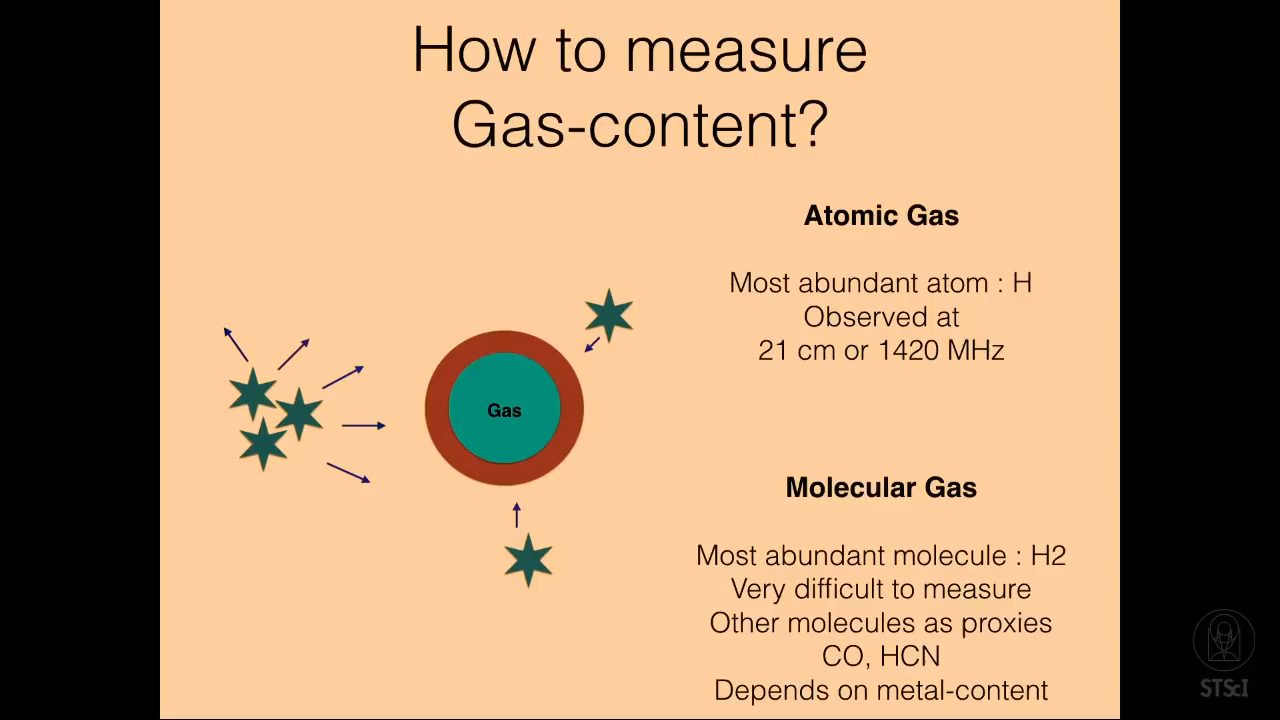 How to measure
Gas-content?
Atomic Gas
Most abundant atom : H
Observed at
21 cm or 1420 MHz
Gas
Molecular Gas
Most abundant molecule : H2
Very difficult to measure
Other molecules as proxies
CO, HCN
Depends on metal-content
STScI